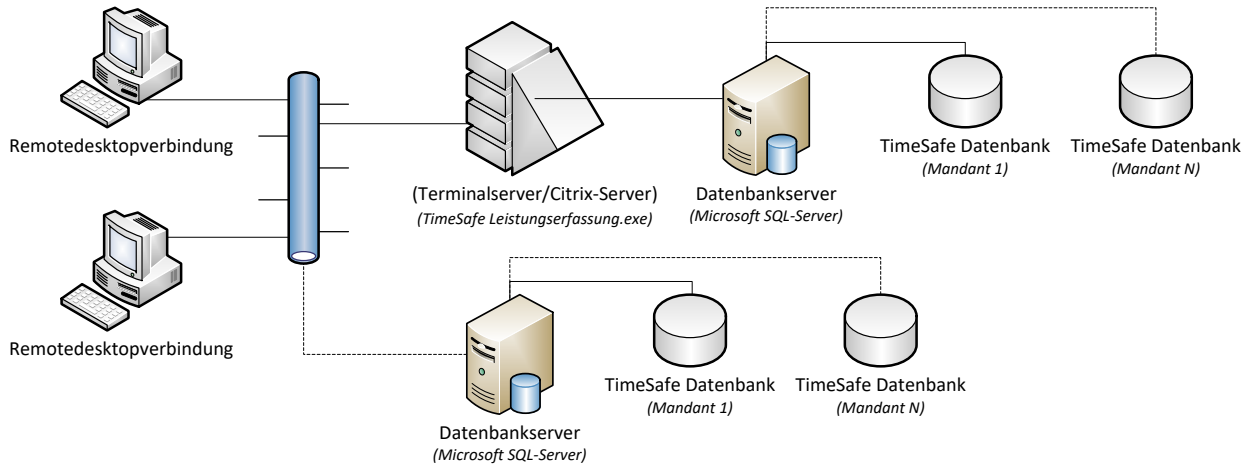 Remotedesktopverbindung
(Terminalserver/Citrix-Server)
(TimeSafe Leistungserfassung.exe)
Datenbankserver
(Microsoft SQL-Server)
TimeSafe Datenbank
(Mandant 1)
TimeSafe Datenbank
(Mandant N)
Remotedesktopverbindung
Datenbankserver
(Microsoft SQL-Server)
TimeSafe Datenbank
(Mandant 1)
TimeSafe Datenbank
(Mandant N)